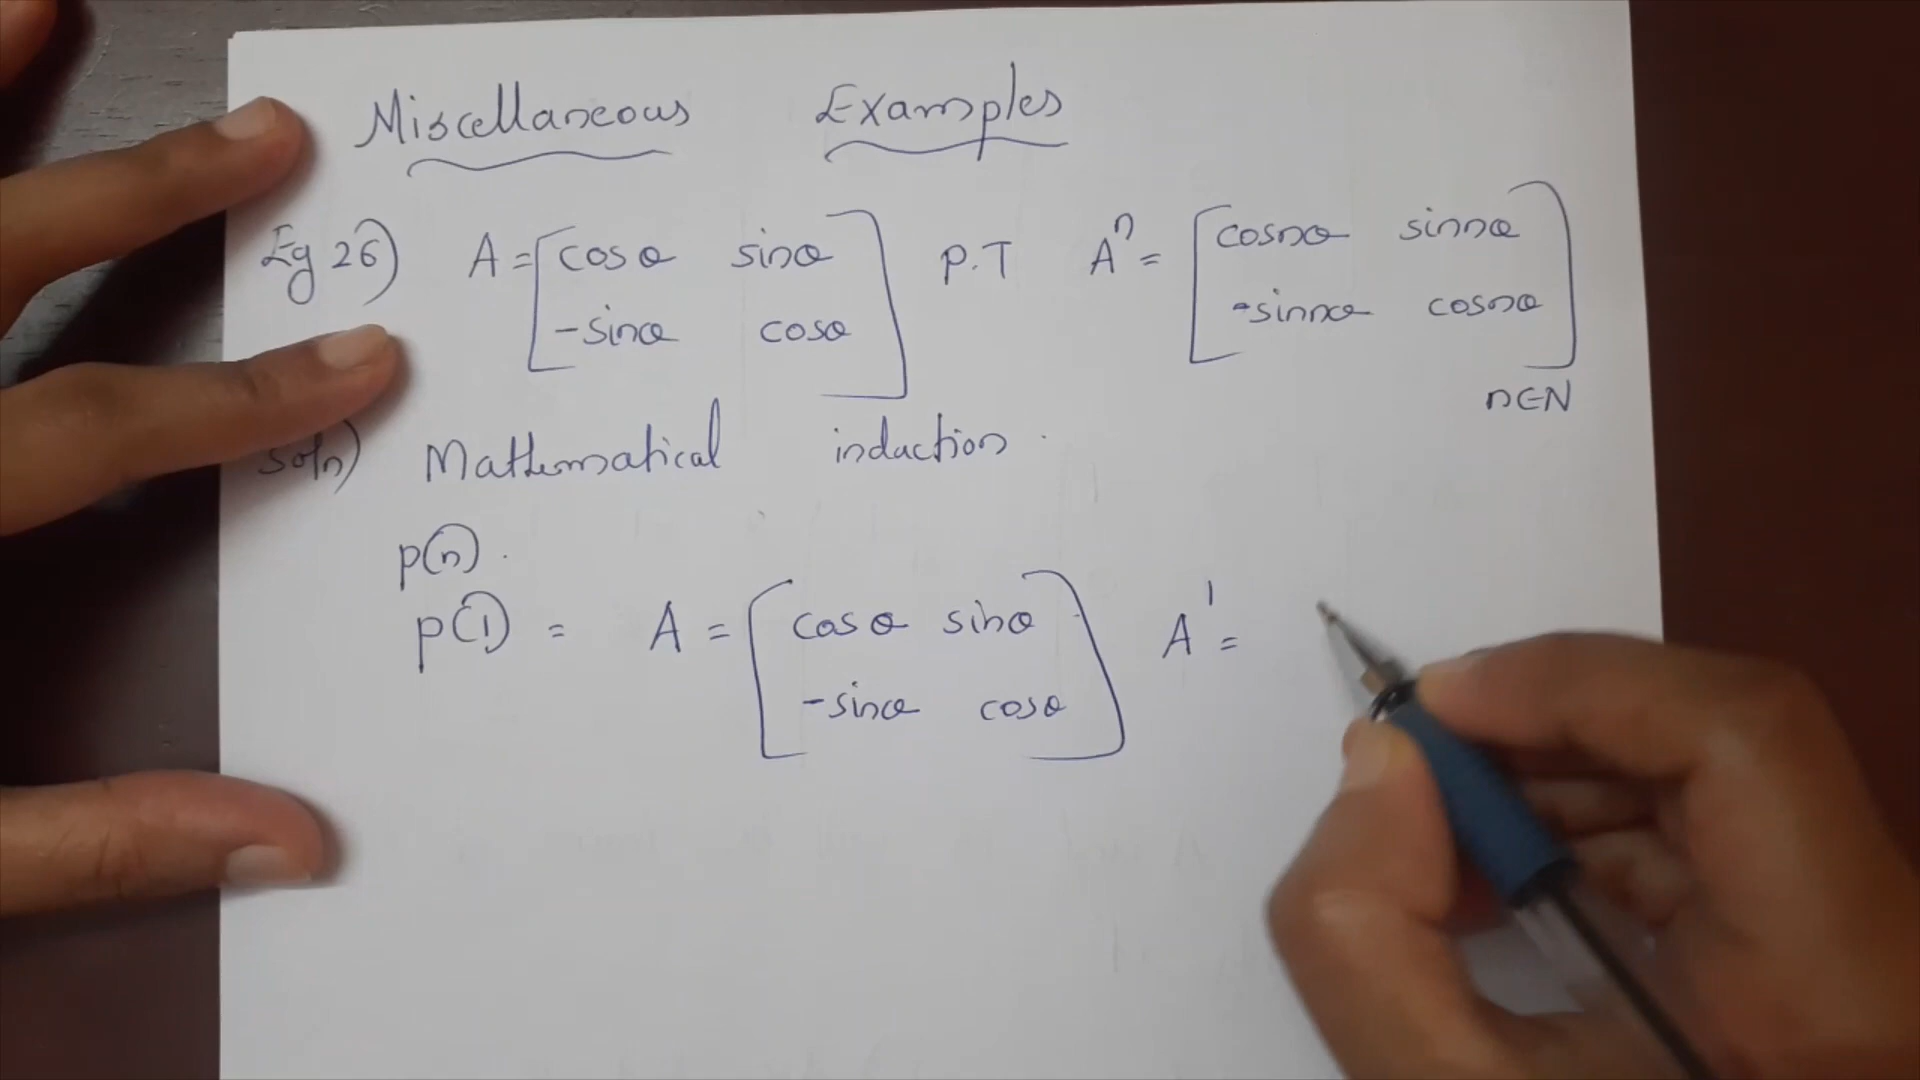 Miscellaneous Examples
Eg 26) A = [cosθ sinθ P.T Aⁿ = [cosnθ sinnθ
-sinθ cosθ] -sinnθ cosnθ]
n∈N
soln) Mathematical induction.
p(n).
p(1) = A = [cosθ sinθ A¹ =
-sinθ cosθ]